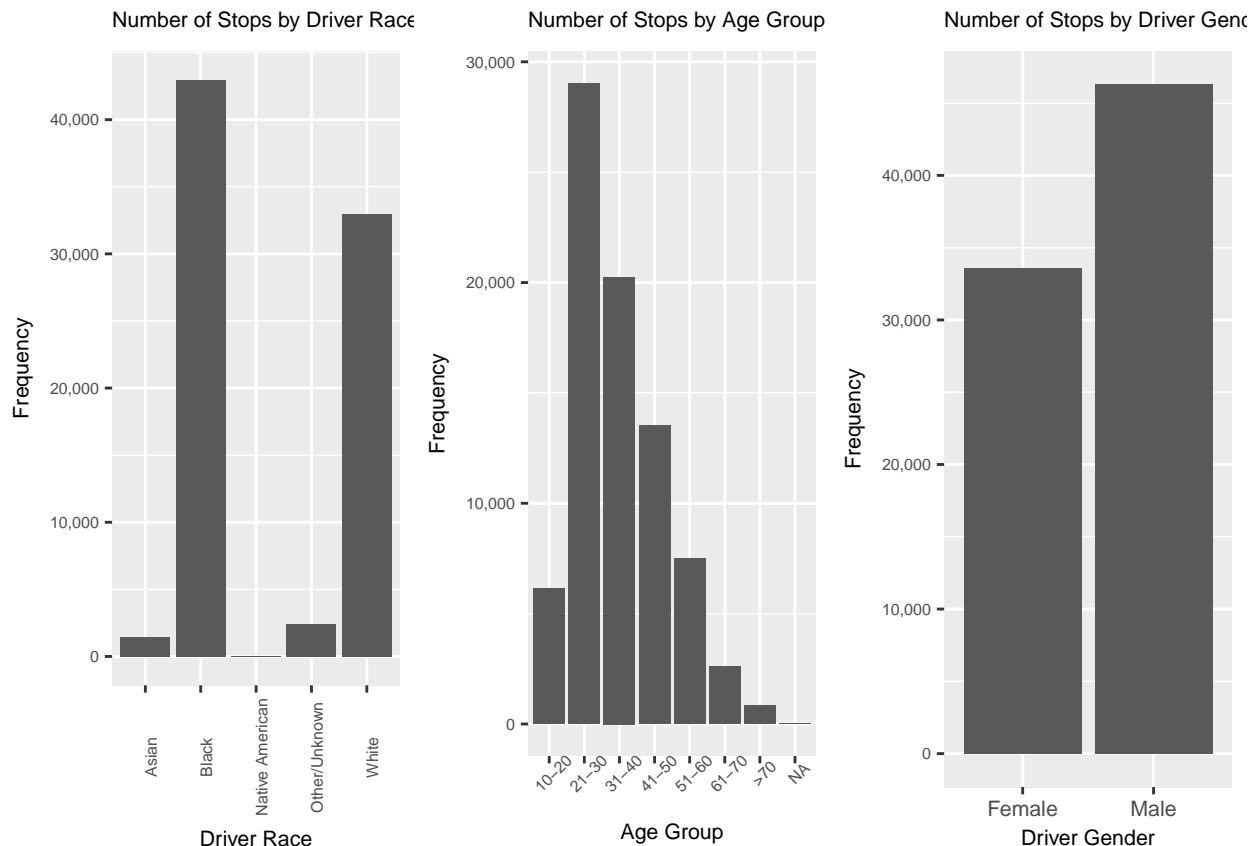 Number of Stops by Driver Race
40,000
30,000
20,000
10,000
0
Frequency
Asian
Black
Native American
Other/Unknown
White
Driver Race
Number of Stops by Age Group
30,000
20,000
10,000
0
Frequency
10–20
21–30
31–40
41–50
51–60
61–70
>70
NA
Age Group
Number of Stops by Driver Gend
40,000
30,000
20,000
10,000
0
Frequency
Female
Male
Driver Gender